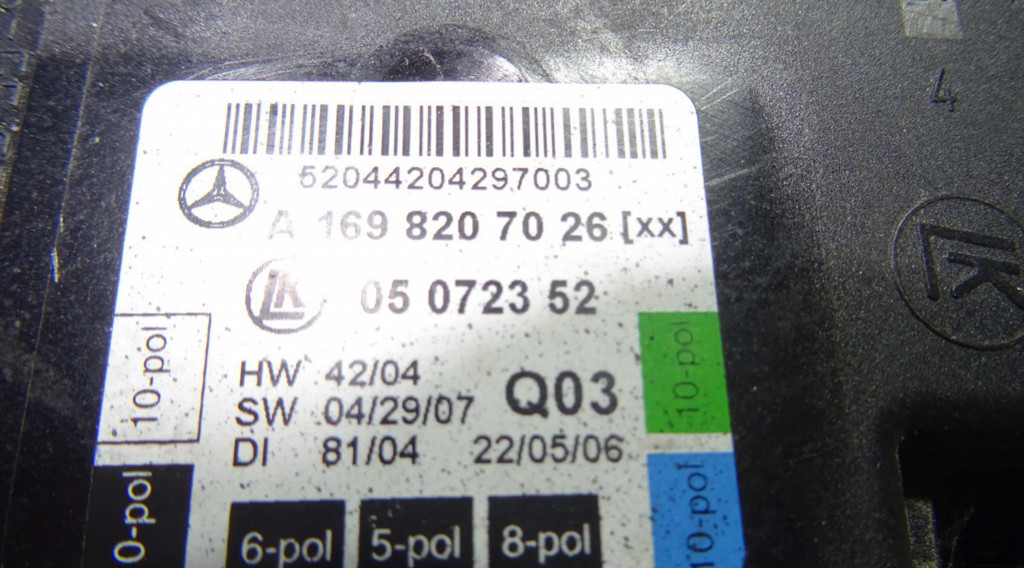 52044204297003
A 169 820 70 26 [xx]
LK 05 0723 52
HW 42/04
SW 04/29/07
DI 81/04 22/05/06
Q03
10-pol
10-pol
0-pol
6-pol
5-pol
8-pol
10-pol
4
LK